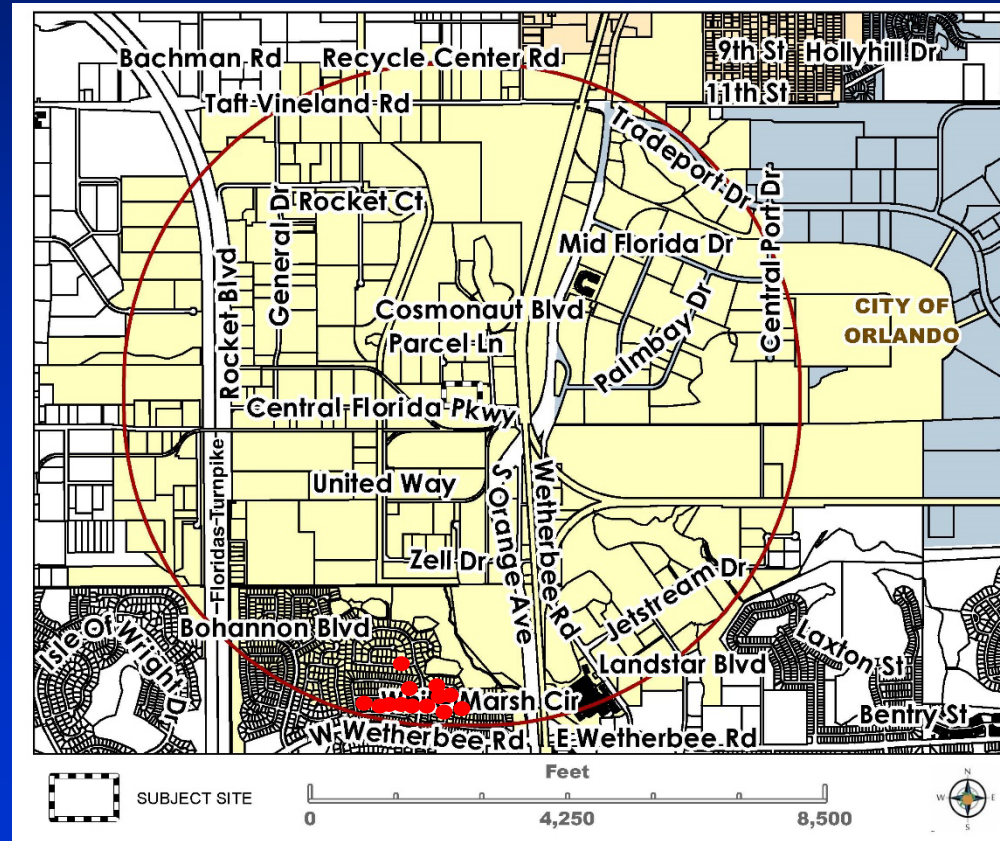 Bachman Rd
Recycle Center Rd
9th St
Hollyhill Dr
11th St
Taft-Vineland Rd
Tradeport Dr
Central Port Dr
Rocket Ct
General Dr
Mid Florida Dr
Rocket Blvd
Cosmonaut Blvd
CITY OF
ORLANDO
Parcel Ln
Palmbay Dr
Central Florida Pkwy
Floridas-Turnpike
United Way
S Orange Ave
Wetherbee Rd
Zell Dr
Jetstream Dr
Isle Of Wright Dr
Bohannon Blvd
Landstar Blvd
Laxton St
Marsh Cir
Bentry St
W Wetherbee Rd
E Wetherbee Rd
SUBJECT SITE
Feet
0
4,250
8,500
N
W
E
S